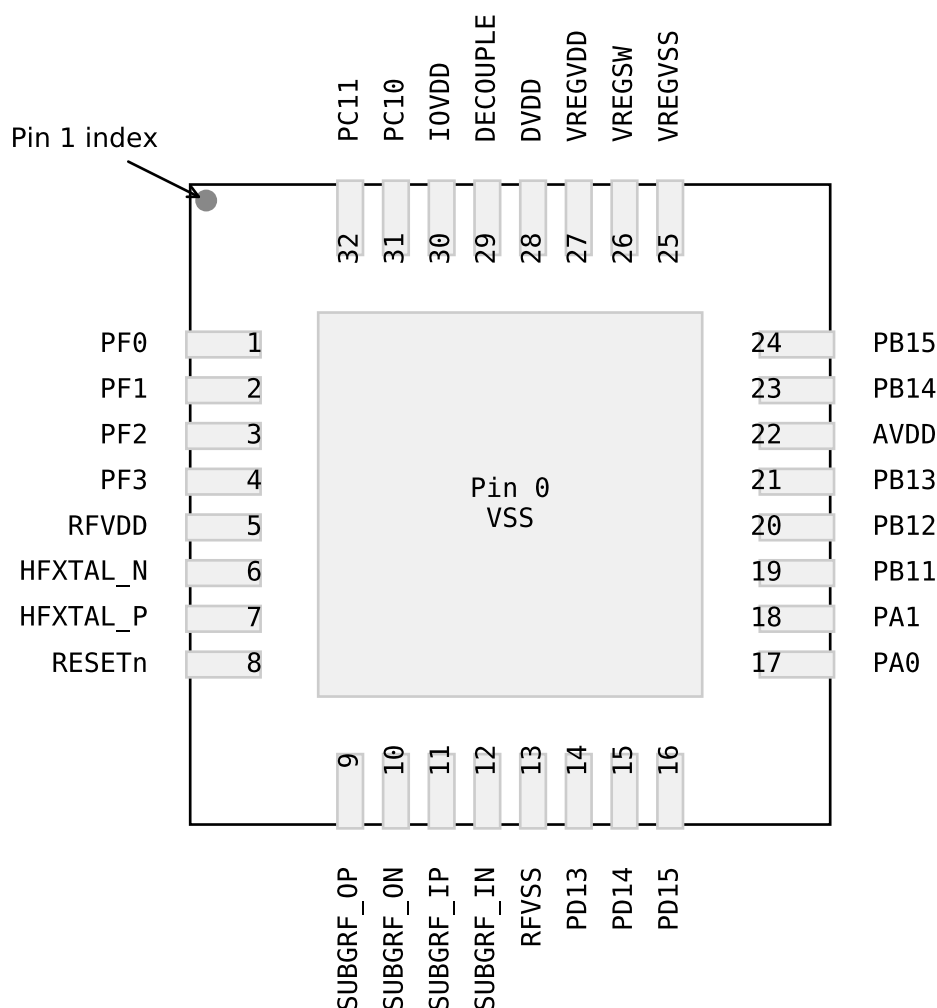 PC11 PC10 IOVDD DECOUPLE DVDD VREGVDD VREGSW VREGVSS
Pin 1 index
32 31 30 29 28 27 26 25
PF0 1 24 PB15
PF1 2 23 PB14
PF2 3 22 AVDD
PF3 4 21 PB13
Pin 0
VSS
RFVDD 5 20 PB12
HFXTAL_N 6 19 PB11
HFXTAL_P 7 18 PA1
RESETn 8 17 PA0
9 10 11 12 13 14 15 16
SUBGRF_OP SUBGRF_ON SUBGRF_IP SUBGRF_IN RFVSS PD13 PD14 PD15